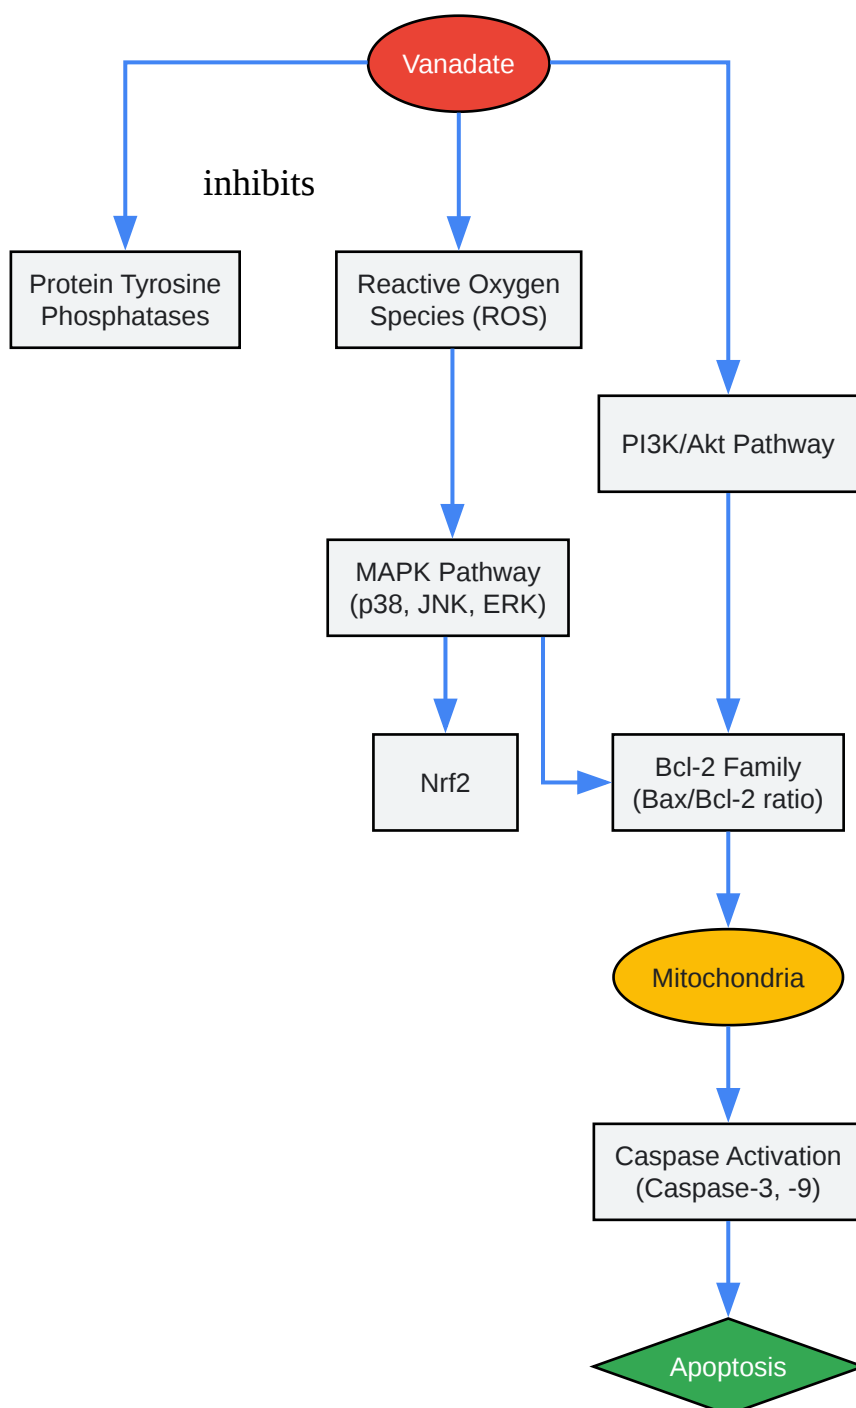 Vanadate
inhibits
Protein Tyrosine
Phosphatases
Reactive Oxygen
Species (ROS)
PI3K/Akt Pathway
MAPK Pathway
(p38, JNK, ERK)
Nrf2
Bcl-2 Family
(Bax/Bcl-2 ratio)
Mitochondria
Caspase Activation
(Caspase-3, -9)
Apoptosis